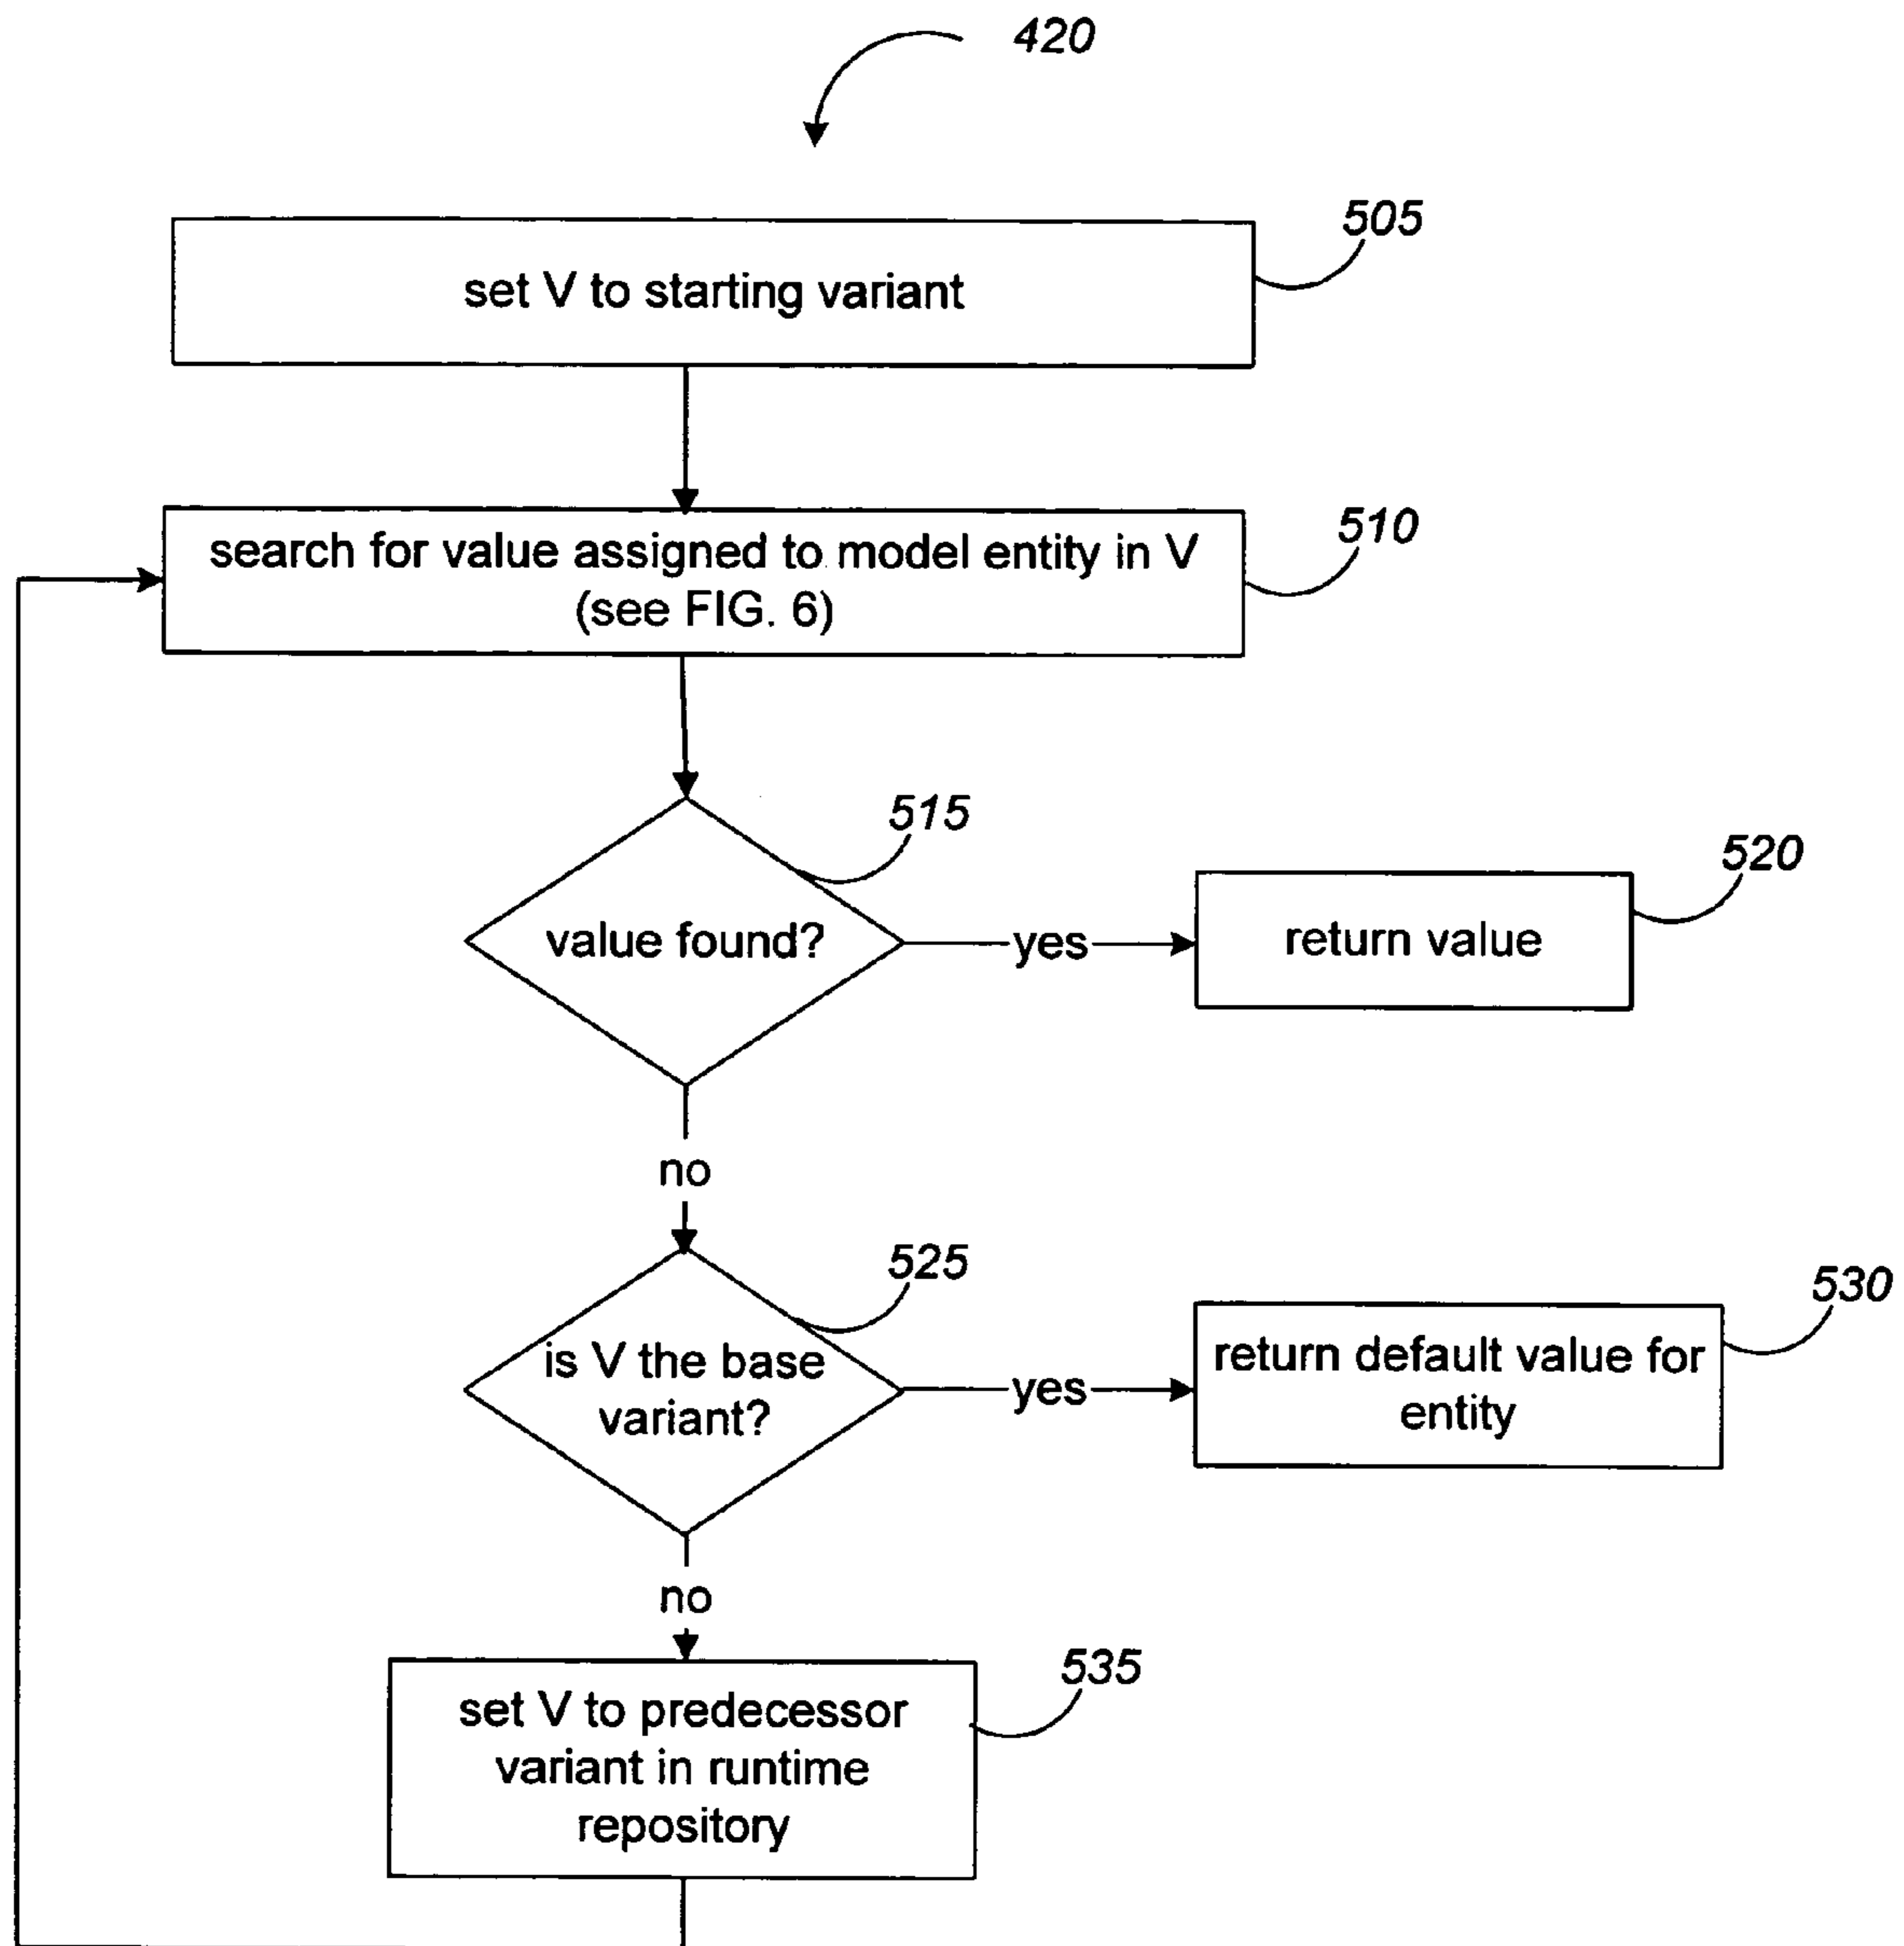 420
505
set V to starting variant
510
search for value assigned to model entity in V
(see FIG. 6)
515
value found?
yes
520
return value
no
525
is V the base
variant?
yes
530
return default value for
entity
no
535
set V to predecessor
variant in runtime
repository